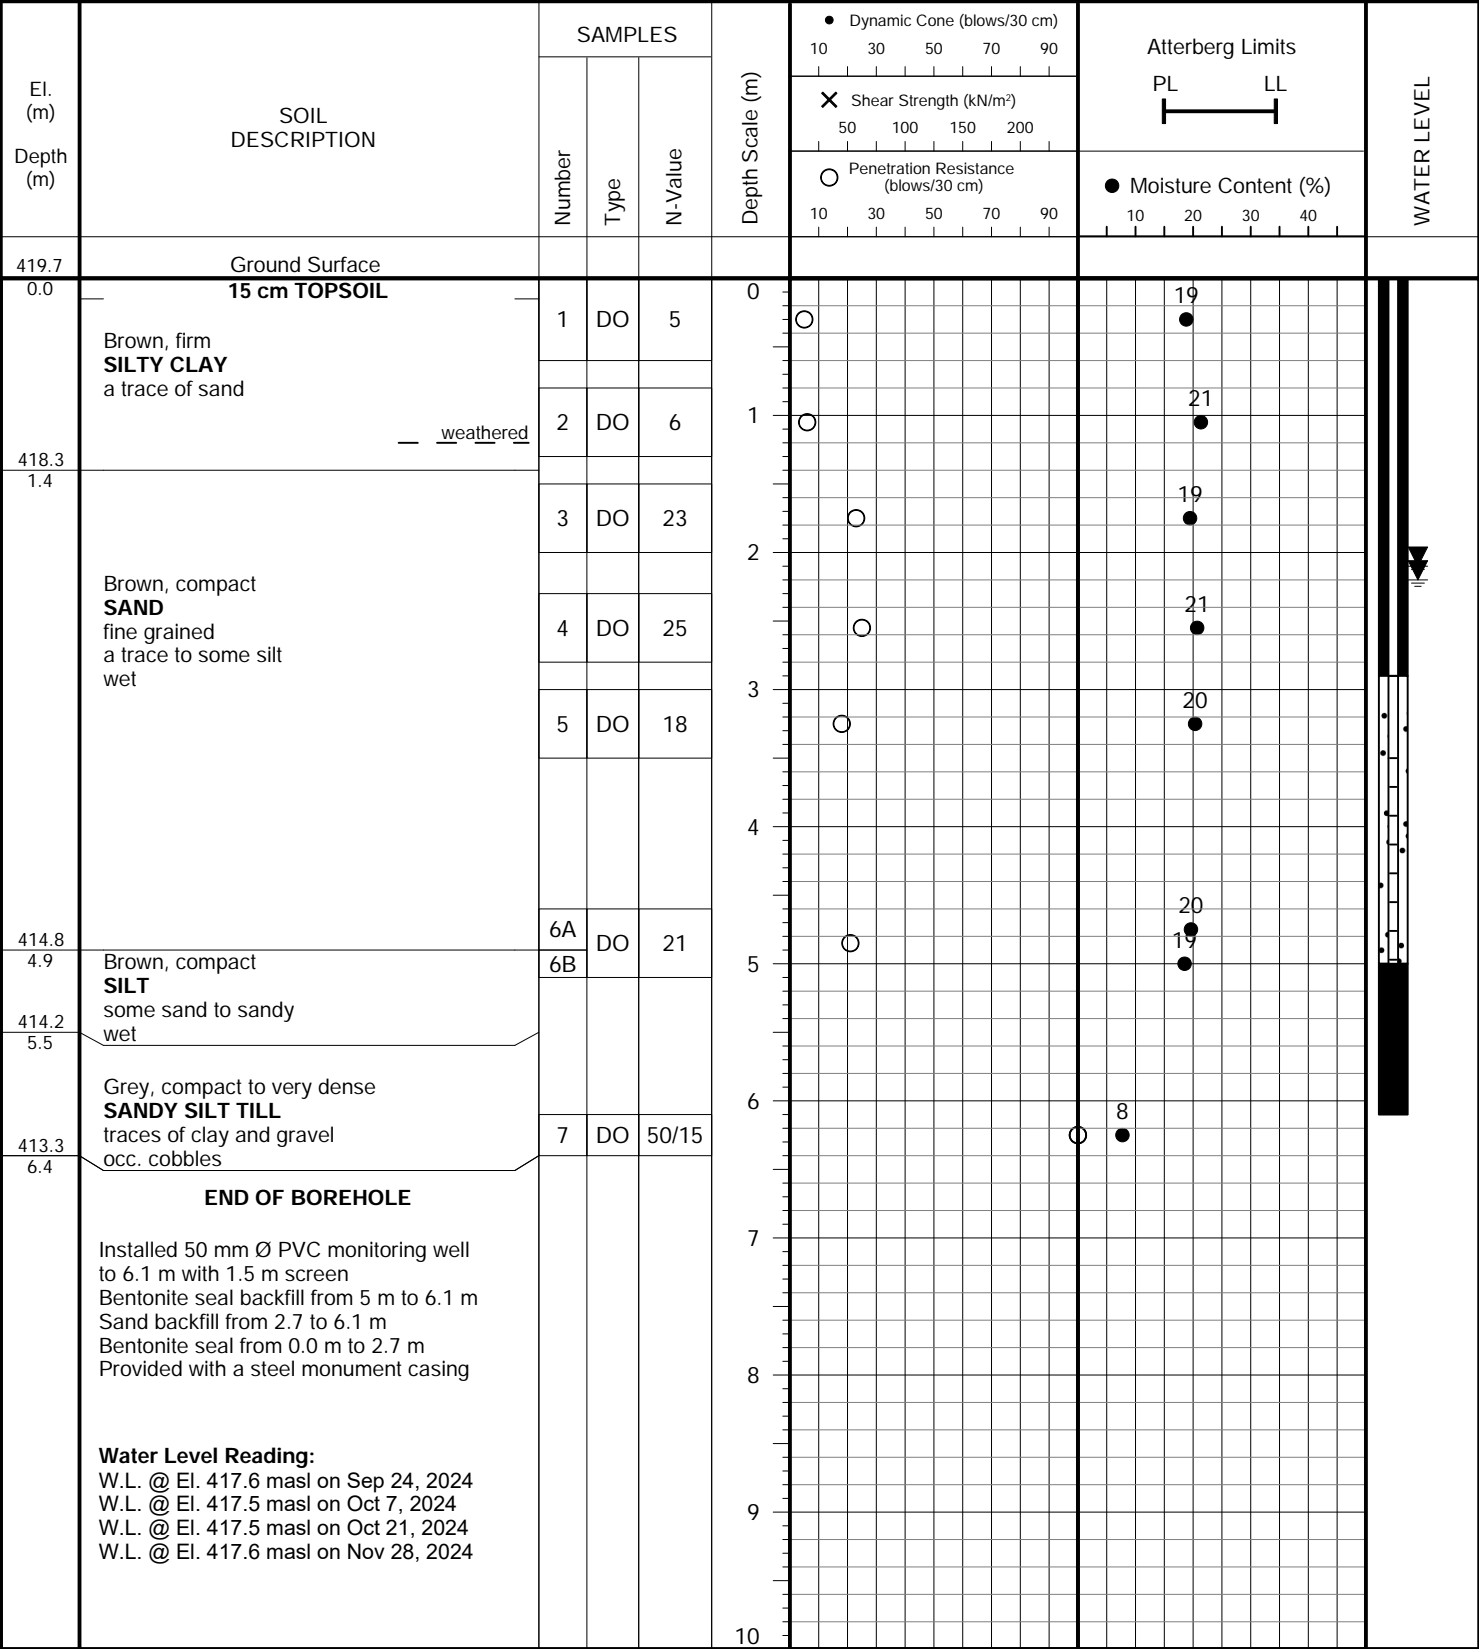 El.
(m)
Depth
(m)
SOIL
DESCRIPTION
SAMPLES
Number
Type
N-Value
Depth Scale (m)
Dynamic Cone (blows/30 cm)
10 30 50 70 90
Shear Strength (kN/m²)
50 100 150 200
Penetration Resistance
(blows/30 cm)
10 30 50 70 90
Atterberg Limits
PL LL
Moisture Content (%)
10 20 30 40
WATER LEVEL
419.7 Ground Surface
0.0 15 cm TOPSOIL
0
19
1 DO 5
Brown, firm
SILTY CLAY
a trace of sand
21
1
2 DO 6
weathered
418.3
1.4
19
3 DO 23
2
Brown, compact
SAND
fine grained
a trace to some silt
wet
21
4 DO 25
3
20
5 DO 18
4
20
6A DO 21
19
414.8
4.9
6B
5
Brown, compact
SILT
some sand to sandy
wet
414.2
5.5
Grey, compact to very dense
SANDY SILT TILL
traces of clay and gravel
occ. cobbles
6
8
7 DO 50/15
413.3
6.4
END OF BOREHOLE
7
Installed 50 mm Ø PVC monitoring well
to 6.1 m with 1.5 m screen
Bentonite seal backfill from 5 m to 6.1 m
Sand backfill from 2.7 to 6.1 m
Bentonite seal from 0.0 m to 2.7 m
Provided with a steel monument casing
8
Water Level Reading:
W.L. @ El. 417.6 masl on Sep 24, 2024
W.L. @ El. 417.5 masl on Oct 7, 2024
W.L. @ El. 417.5 masl on Oct 21, 2024
W.L. @ El. 417.6 masl on Nov 28, 2024
9
10